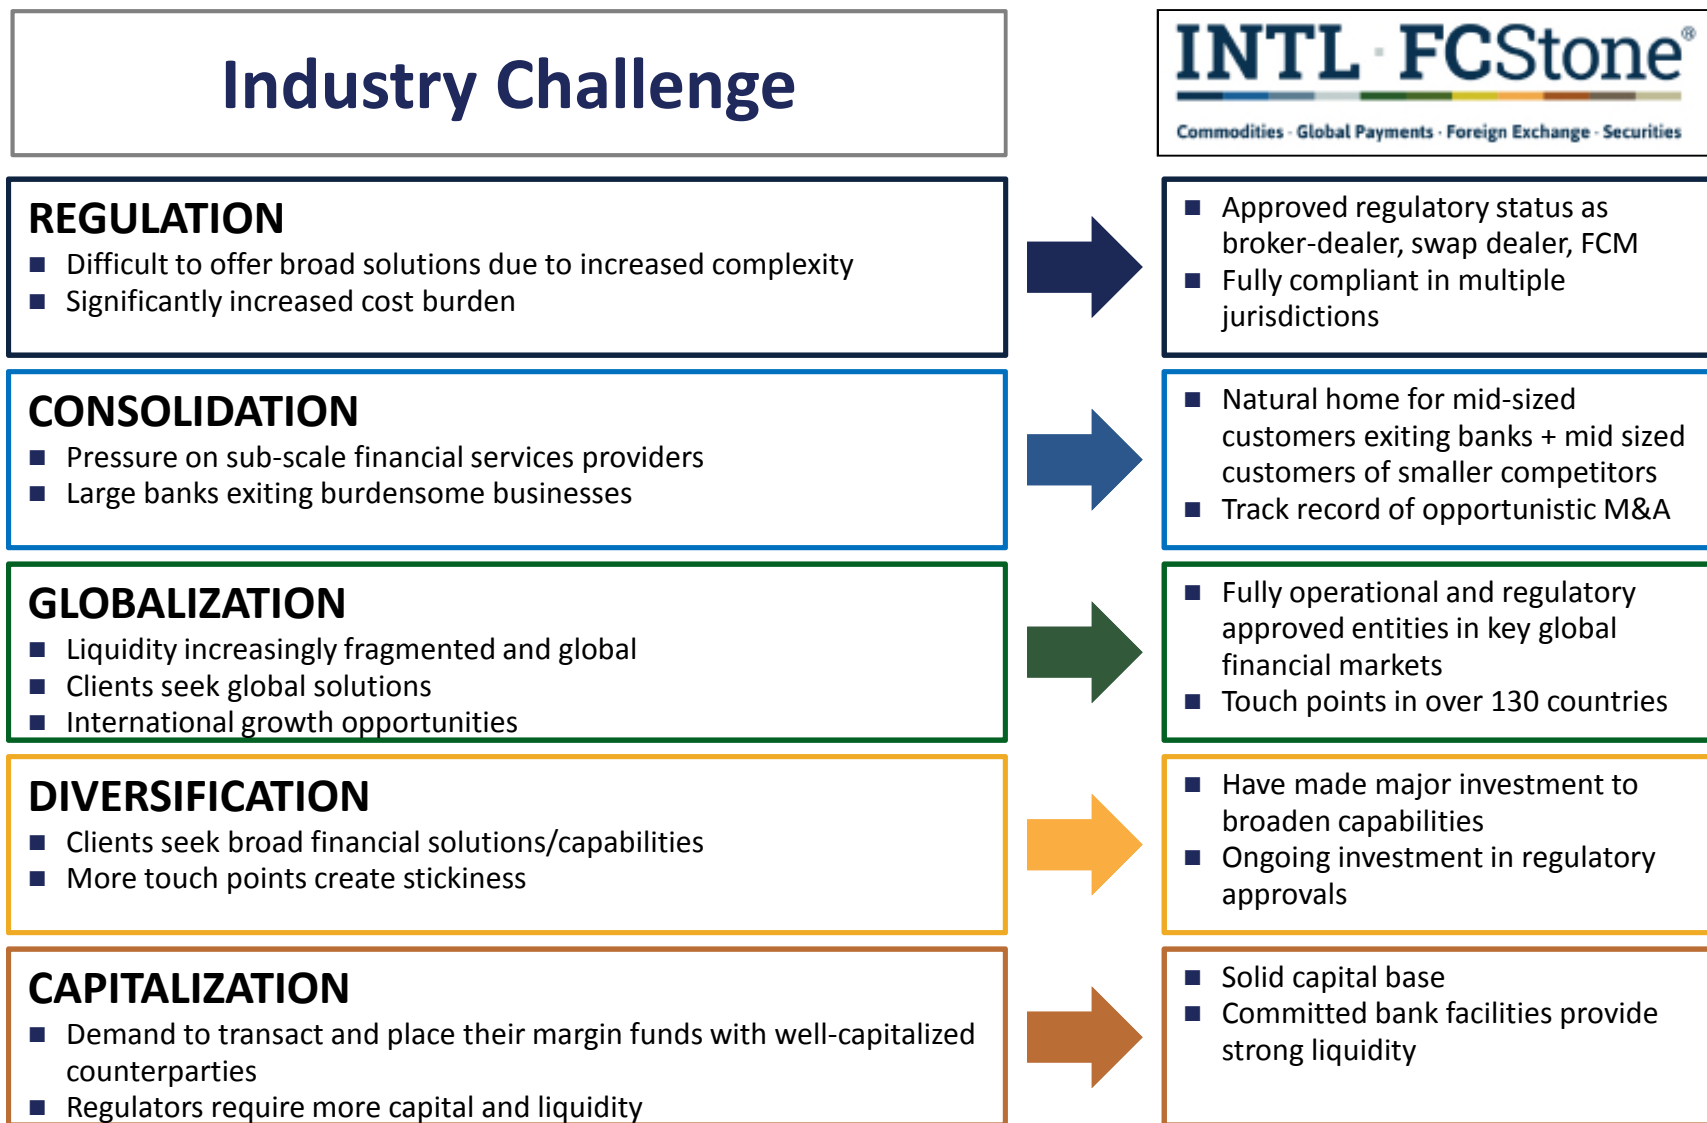 Industry Challenge
INTL · FCStone®
Commodities · Global Payments · Foreign Exchange · Securities
REGULATION
■ Difficult to offer broad solutions due to increased complexity
■ Significantly increased cost burden
■ Approved regulatory status as
broker-dealer, swap dealer, FCM
■ Fully compliant in multiple
jurisdictions
CONSOLIDATION
■ Pressure on sub-scale financial services providers
■ Large banks exiting burdensome businesses
■ Natural home for mid-sized
customers exiting banks + mid sized
customers of smaller competitors
■ Track record of opportunistic M&A
GLOBALIZATION
■ Liquidity increasingly fragmented and global
■ Clients seek global solutions
■ International growth opportunities
■ Fully operational and regulatory
approved entities in key global
financial markets
■ Touch points in over 130 countries
DIVERSIFICATION
■ Clients seek broad financial solutions/capabilities
■ More touch points create stickiness
■ Have made major investment to
broaden capabilities
■ Ongoing investment in regulatory
approvals
CAPITALIZATION
■ Demand to transact and place their margin funds with well-capitalized
counterparties
■ Regulators require more capital and liquidity
■ Solid capital base
■ Committed bank facilities provide
strong liquidity